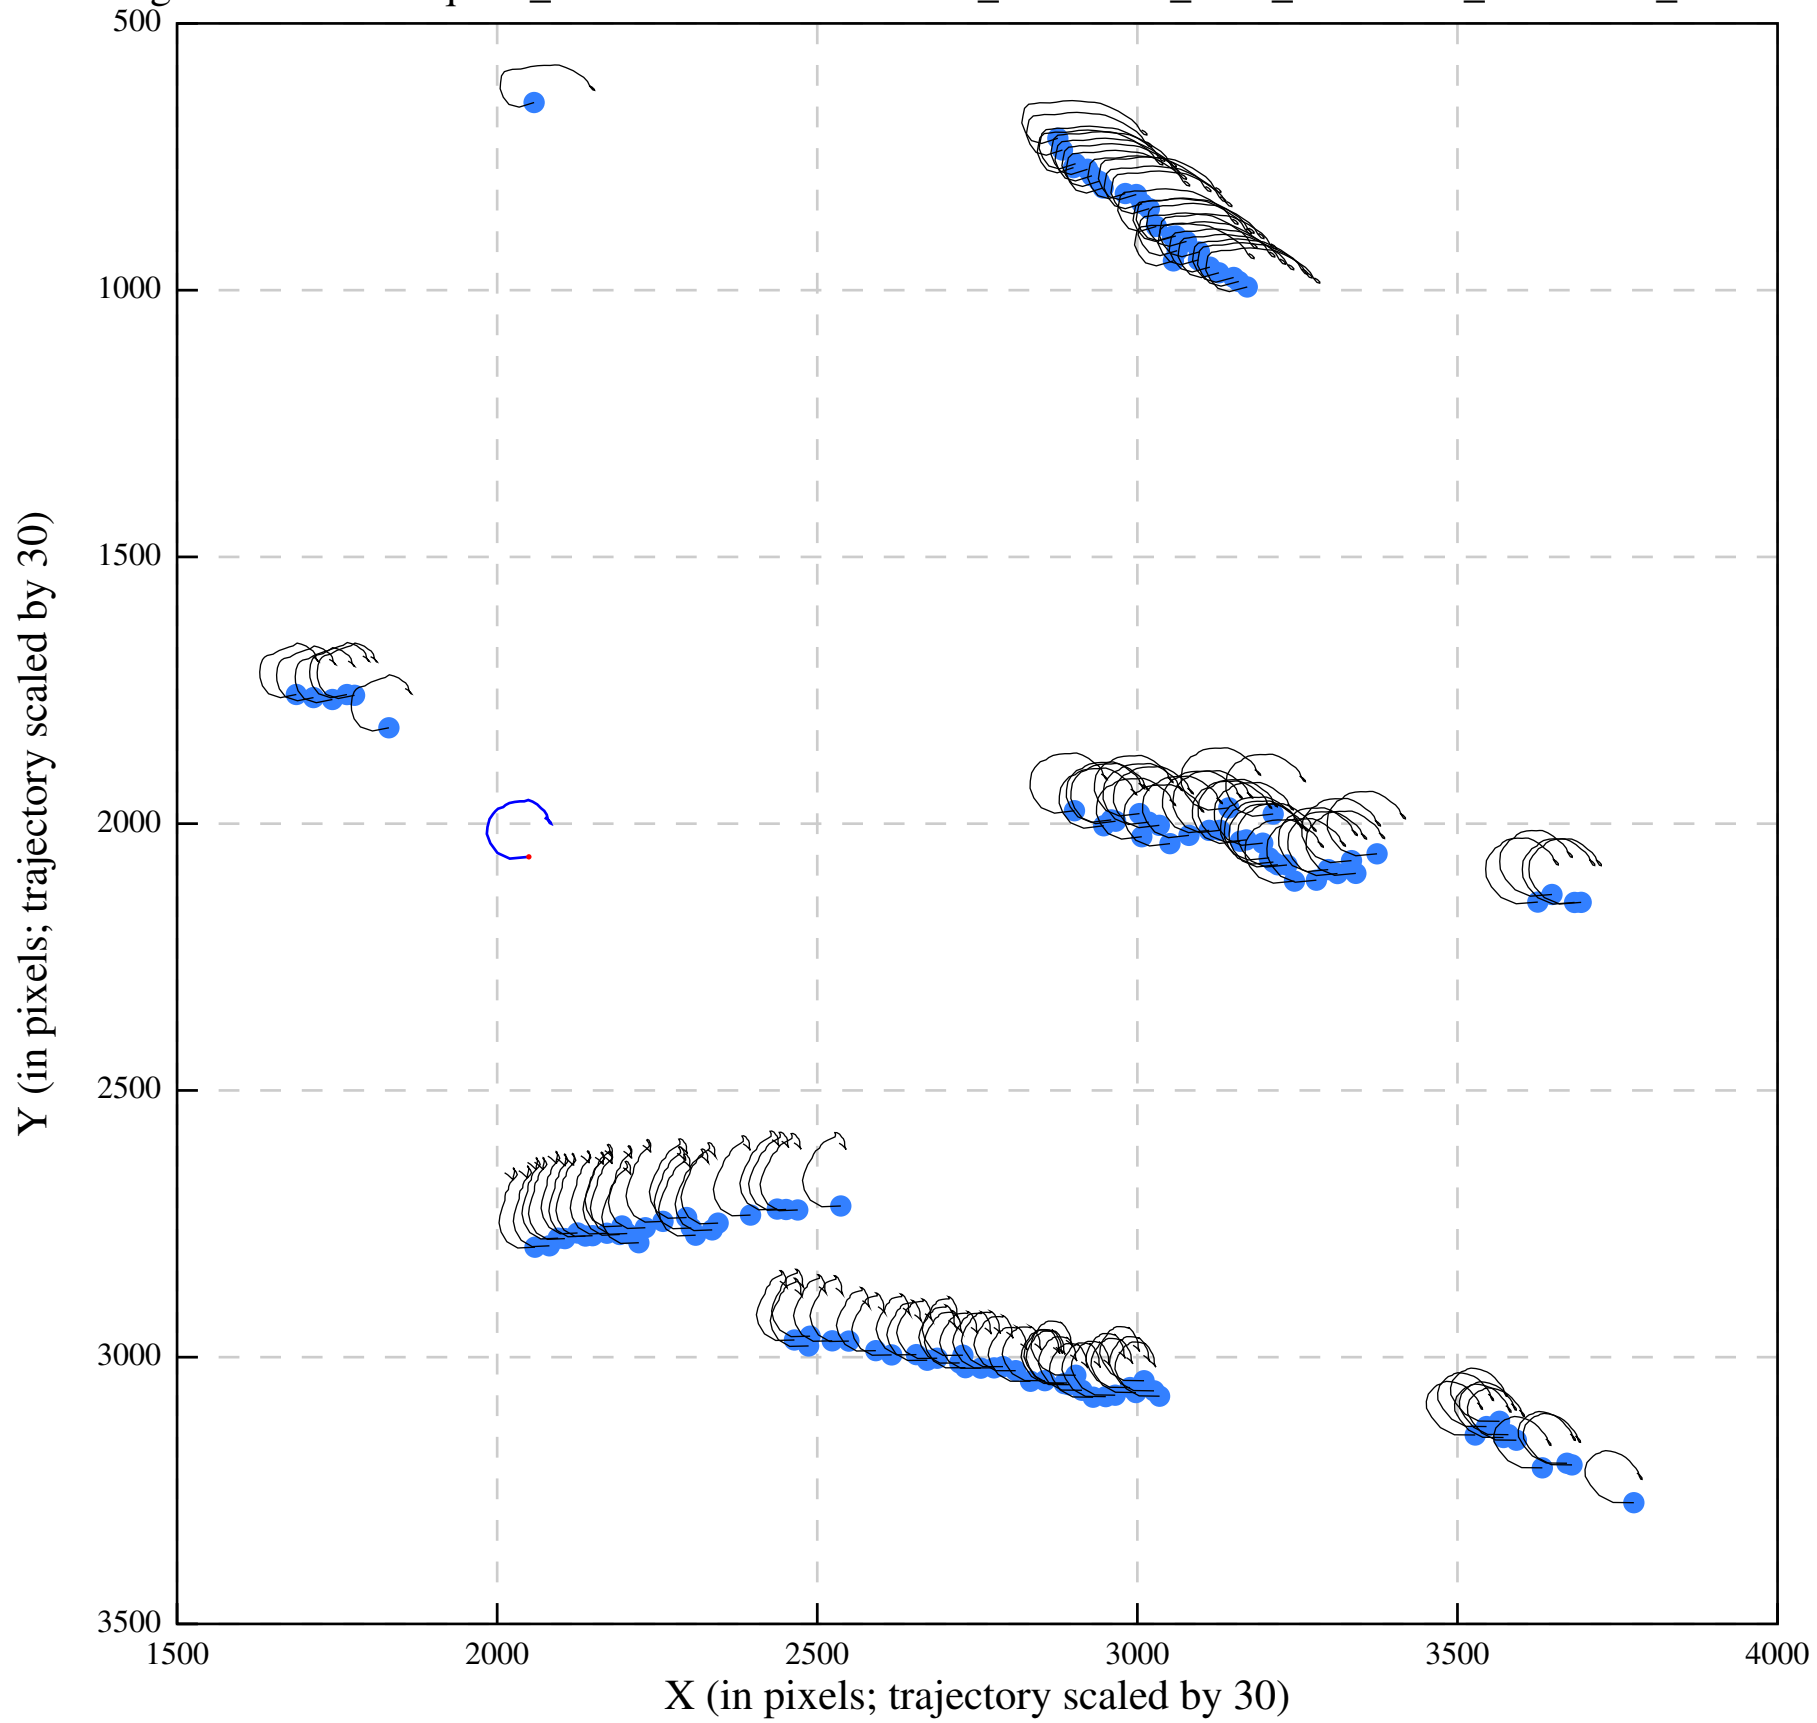 500
1000
1500
2000
2500
3000
3500
1500 2000 2500 3000 3500 4000
X (in pixels; trajectory scaled by 30)
Y (in pixels; trajectory scaled by 30)